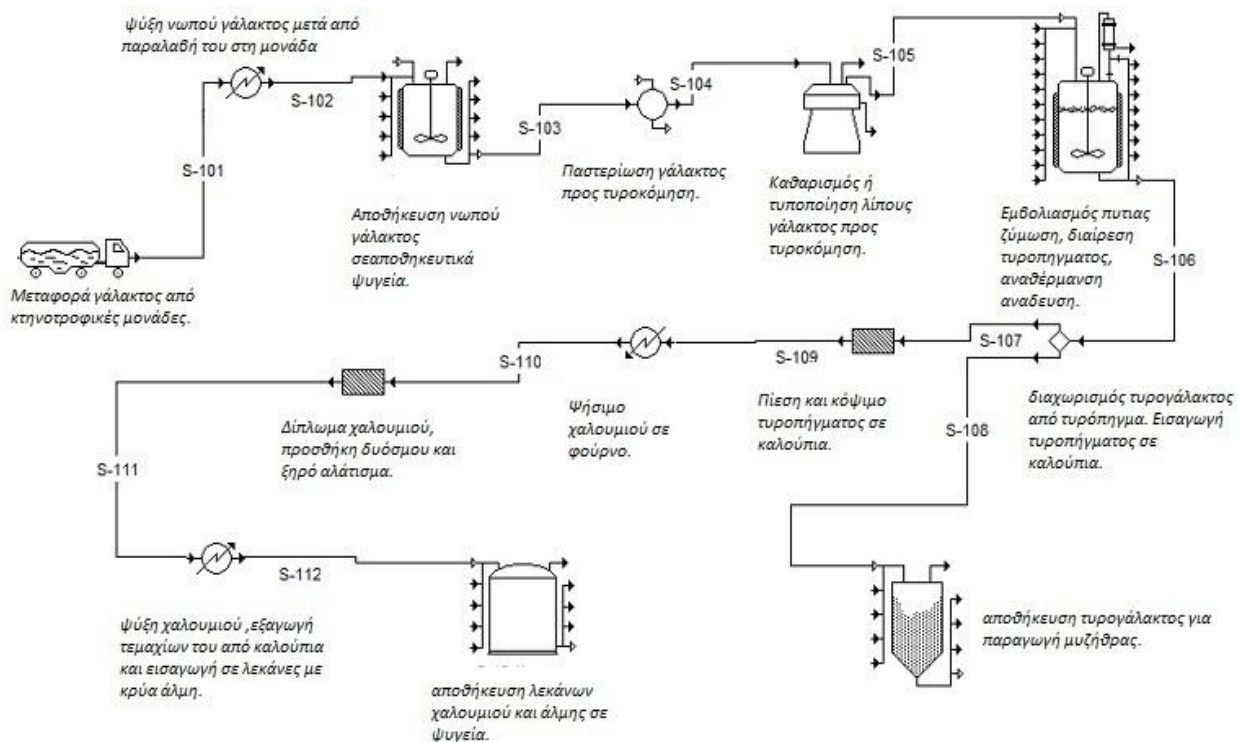 ψύξη νωπού γάλακτος μετά από
παραλαβή του στη μονάδα
S-101
S-102
S-103
S-104
S-105
S-106
Μεταφορά γάλακτος από
κτηνοτροφικές μονάδες.
Αποθήκευση νωπού
γάλακτος
σεαποθηκευτικά
ψυγεία.
Παστερίωση γάλακτος
προς τυροκόμηση.
Καθαρισμός ή
τυποποίηση λίπους
γάλακτος προς
τυροκόμηση.
Εμβολιασμός πυτιας
ζύμωση, διαίρεση
τυροπηγματος,
αναθέρμανση
αναδευση.
S-107
S-108
S-109
S-110
S-111
διαχωρισμός τυρογάλακτος
από τυρόπηγμα. Εισαγωγή
τυροπήγματος σε
καλούπια.
Πίεση και κόψιμο
τυροπήγματος σε
καλούπια.
Ψήσιμο
χαλουμιού σε
φούρνο.
Δίπλωμα χαλουμιού,
προσθήκη δυόσμου και
ξηρό αλάτισμα.
S-112
ψύξη χαλουμιού ,εξαγωγή
τεμαχίων του από καλούπια
και εισαγωγή σε λεκάνες με
κρύα άλμη.
αποθήκευση λεκάνων
χαλουμιού και άλμης σε
ψυγεία.
αποθήκευση τυρογάλακτος για
παραγωγή μυζήθρας.